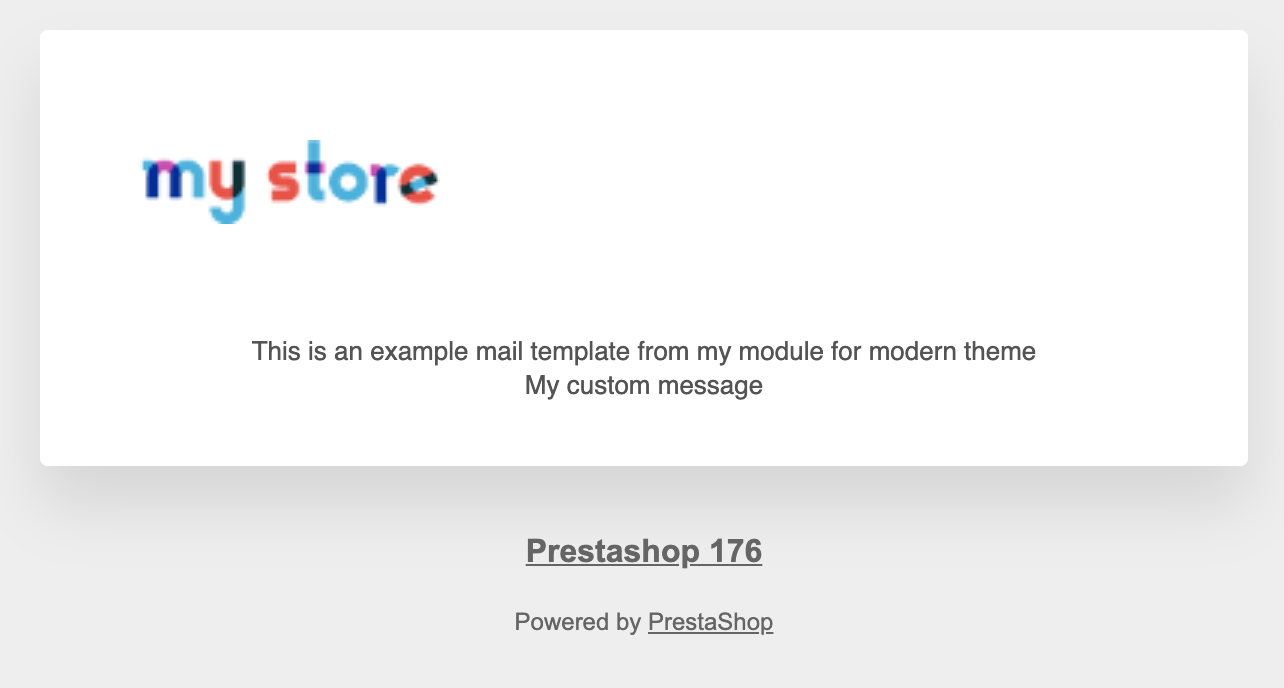 my store
This is an example mail template from my module for modern theme
My custom message
Prestashop 176
Powered by PrestaShop